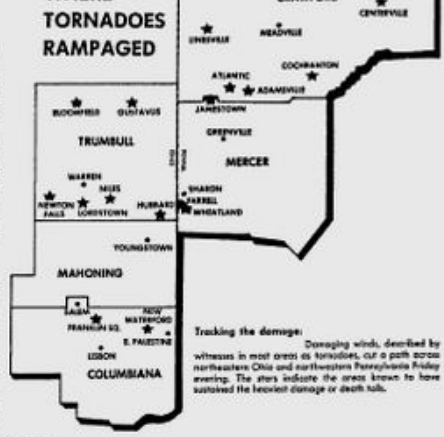 TORNADOES
RAMPAGED
CENTERVILLE
LINESVILLE
MEADVILLE
COCHRANTON
ATLANTIC
ADAMSVILLE
JAMESTOWN
BLOOMFIELD
GUSTAVUS
GREENVILLE
TRUMBULL
MERCER
WARREN
NILES
SHARON
FARRELL
WHEATLAND
NEWTON
FALLS
LORDSTOWN
HUBBARD
YOUNGSTOWN
MAHONING
SALEM
NEW
WATERFORD
FRANKLIN SQ.
E. PALESTINE
LISBON
COLUMBIANA
Tracking the damage:
Damaging winds, described by
witnesses in most areas as tornadoes, cut a path across
northeastern Ohio and northwestern Pennsylvania Friday
evening. The stars indicate the areas known to have
sustained the heaviest damage or death tolls.